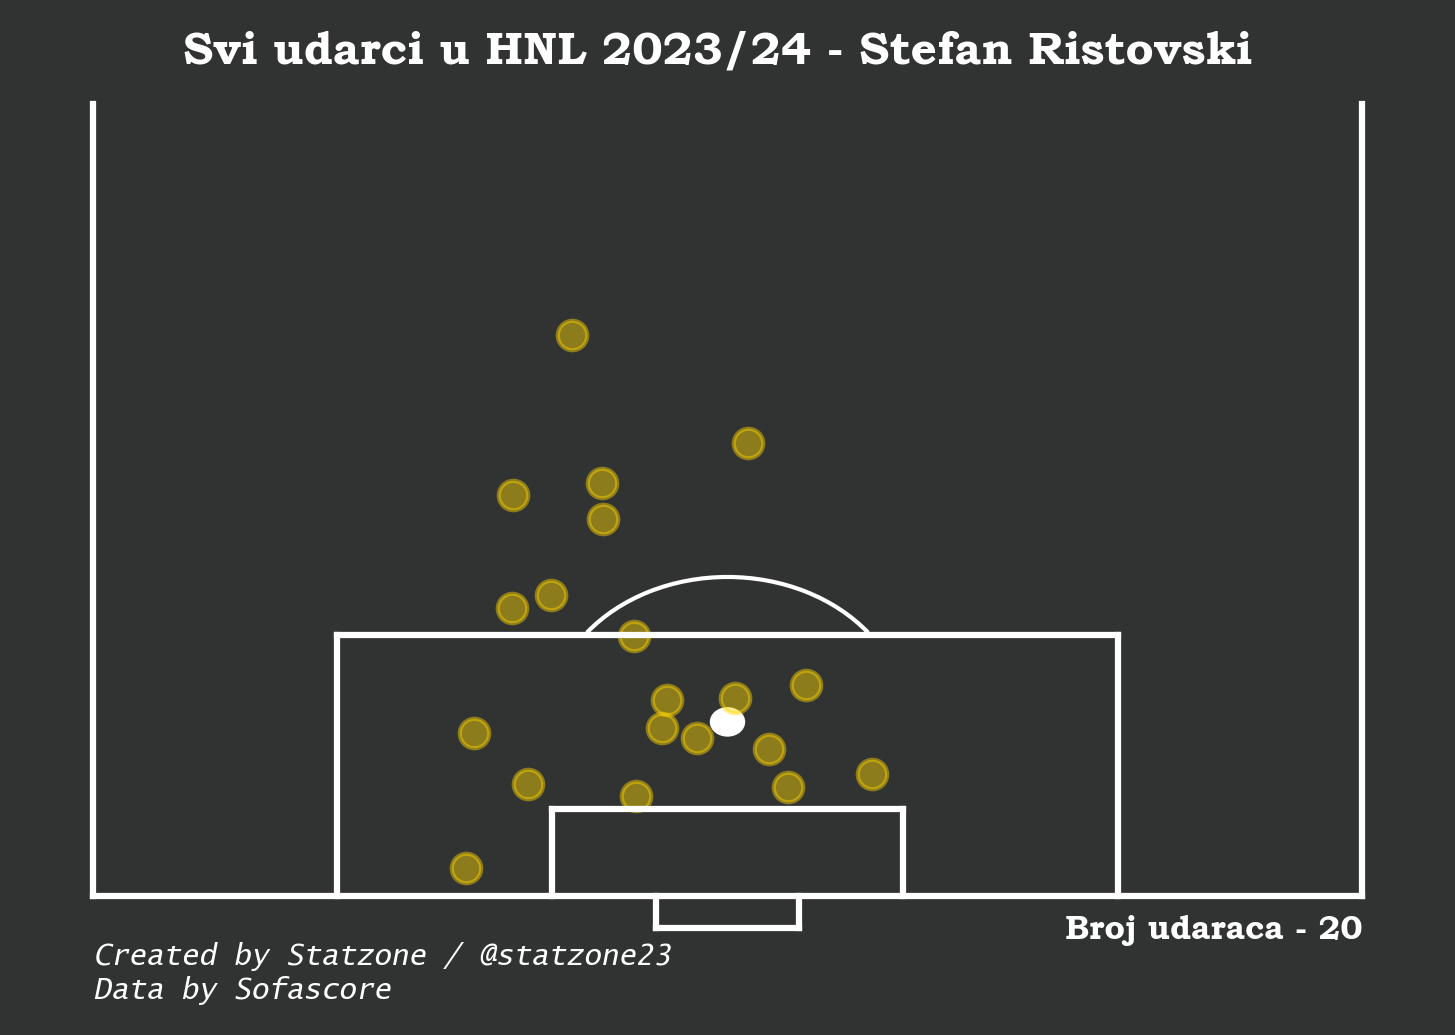 Svi udarci u HNL 2023/24 - Stefan Ristovski
Broj udaraca - 20
Created by Statzone / @statzone23
Data by Sofascore